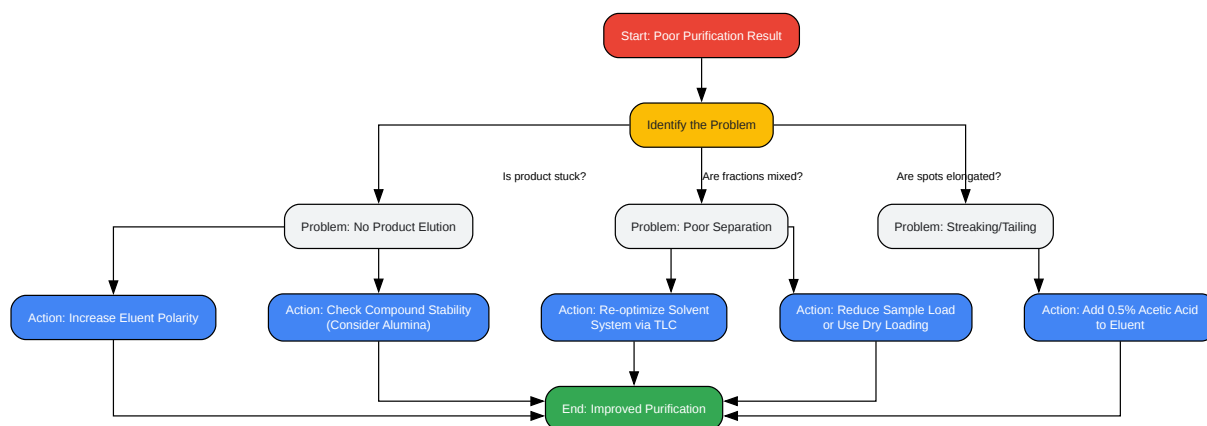 Start: Poor Purification Result
Identify the Problem
Is product stuck?
Are fractions mixed?
Are spots elongated?
Problem: No Product Elution
Problem: Poor Separation
Problem: Streaking/Tailing
Action: Increase Eluent Polarity
Action: Check Compound Stability
(Consider Alumina)
Action: Re-optimize Solvent
System via TLC
Action: Reduce Sample Load
or Use Dry Loading
Action: Add 0.5% Acetic Acid
to Eluent
End: Improved Purification